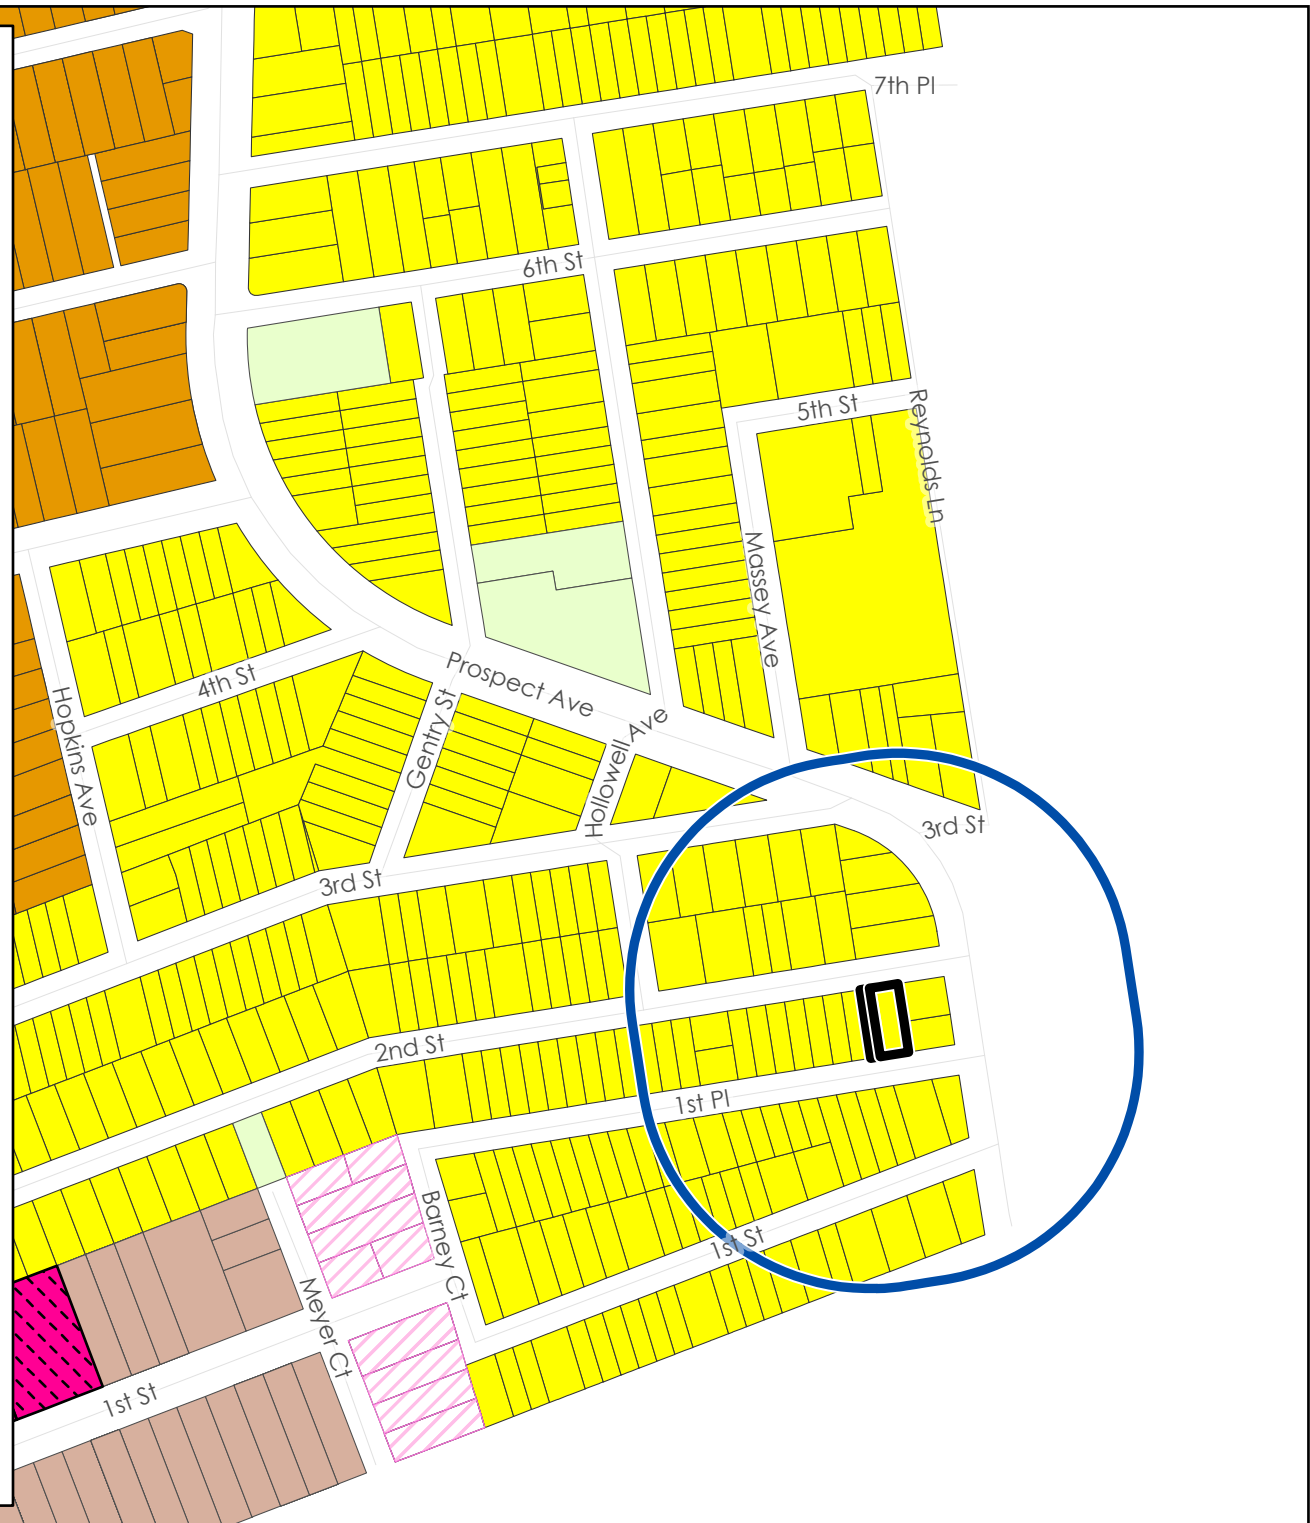 7th Pl
6th St
5th St
Reynolds Ln
Massey Ave
Prospect Ave
4th St
Hopkins Ave
Gentry St
Hollowell Ave
3rd St
3rd St
2nd St
1st Pl
Barney Ct
1st St
Meyer Ct
1st St